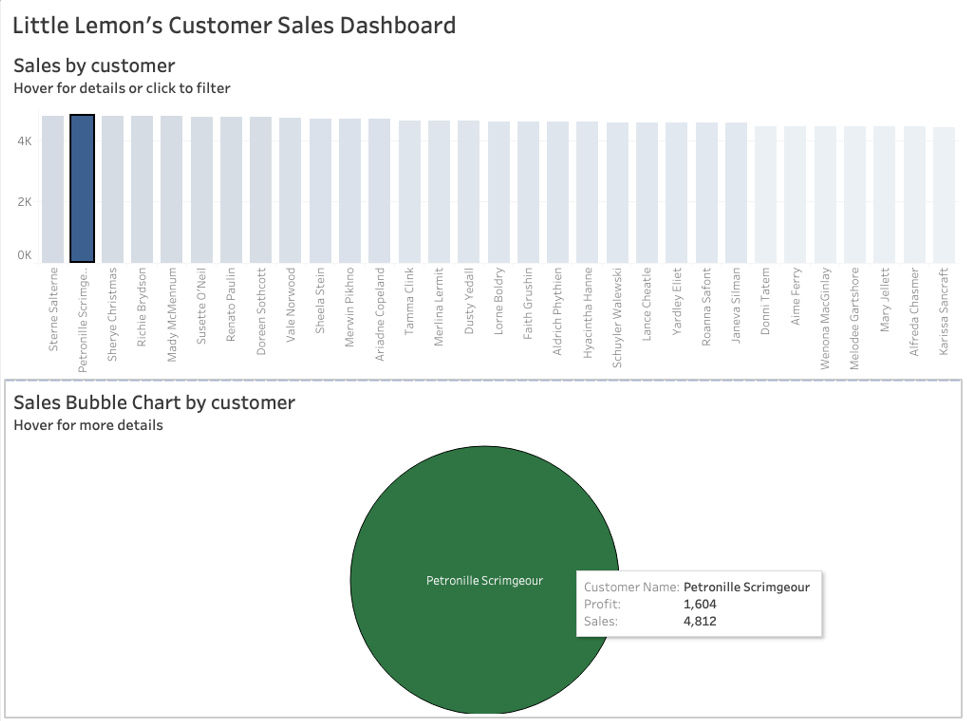 Little Lemon's Customer Sales Dashboard
Sales by customer
Hover for details or click to filter
4K
2K
0K
Sterne Salterne
Petronille Scrimge..
Sherye Christmas
Richie Brydson
Mady McMennum
Susette O'Neil
Renato Paulin
Doreen Sothcott
Vale Norwood
Sheela Stein
Merwin Pikhno
Ariadne Copeland
Tamma Clink
Merlina Lermit
Dusty Yedall
Lorne Boldry
Faith Grushin
Aldrich Phythien
Hyacintha Hanne
Schuyler Walewski
Lance Cheatle
Yardley Eliet
Roanna Safont
Janeva Silman
Donni Tatem
Aime Ferry
Wenona MacGinlay
Melodee Gartshore
Mary Jellett
Alfreda Chasmer
Karissa Sancraft
Sales Bubble Chart by customer
Hover for more details
Petronille Scrimgeour
Customer Name: Petronille Scrimgeour
Profit: 1,604
Sales: 4,812